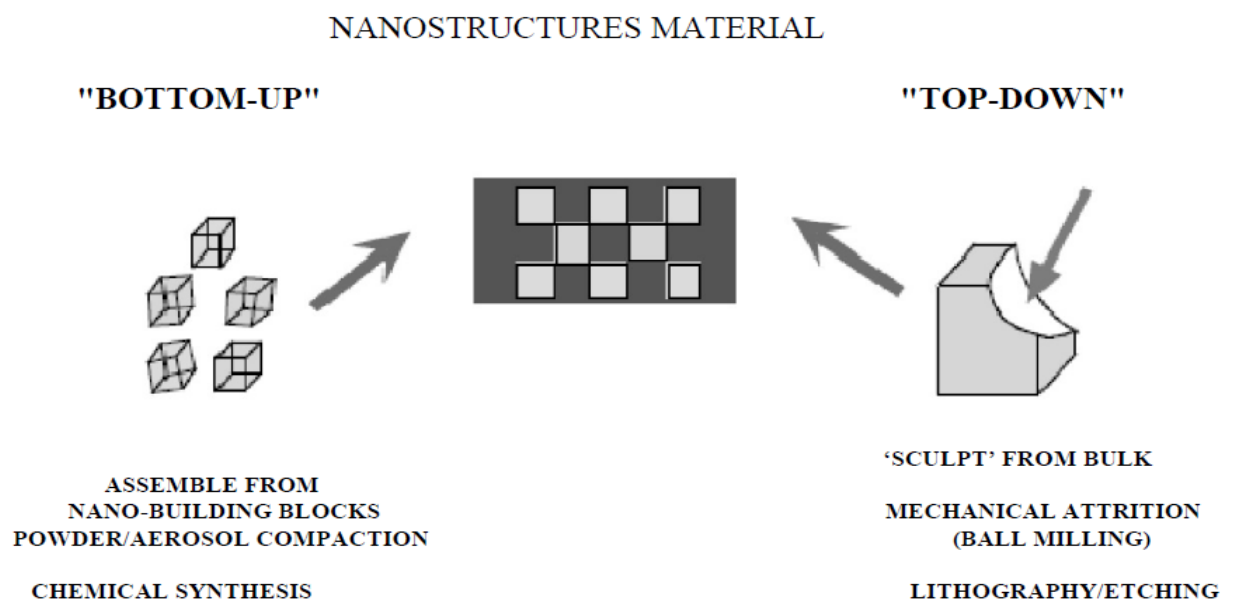 NANOSTRUCTURES MATERIAL
"BOTTOM-UP"
"TOP-DOWN"
ASSEMBLE FROM
NANO-BUILDING BLOCKS
POWDER/AEROSOL COMPACTION
CHEMICAL SYNTHESIS
‘SCULPT’ FROM BULK
MECHANICAL ATTRITION
(BALL MILLING)
LITHOGRAPHY/ETCHING